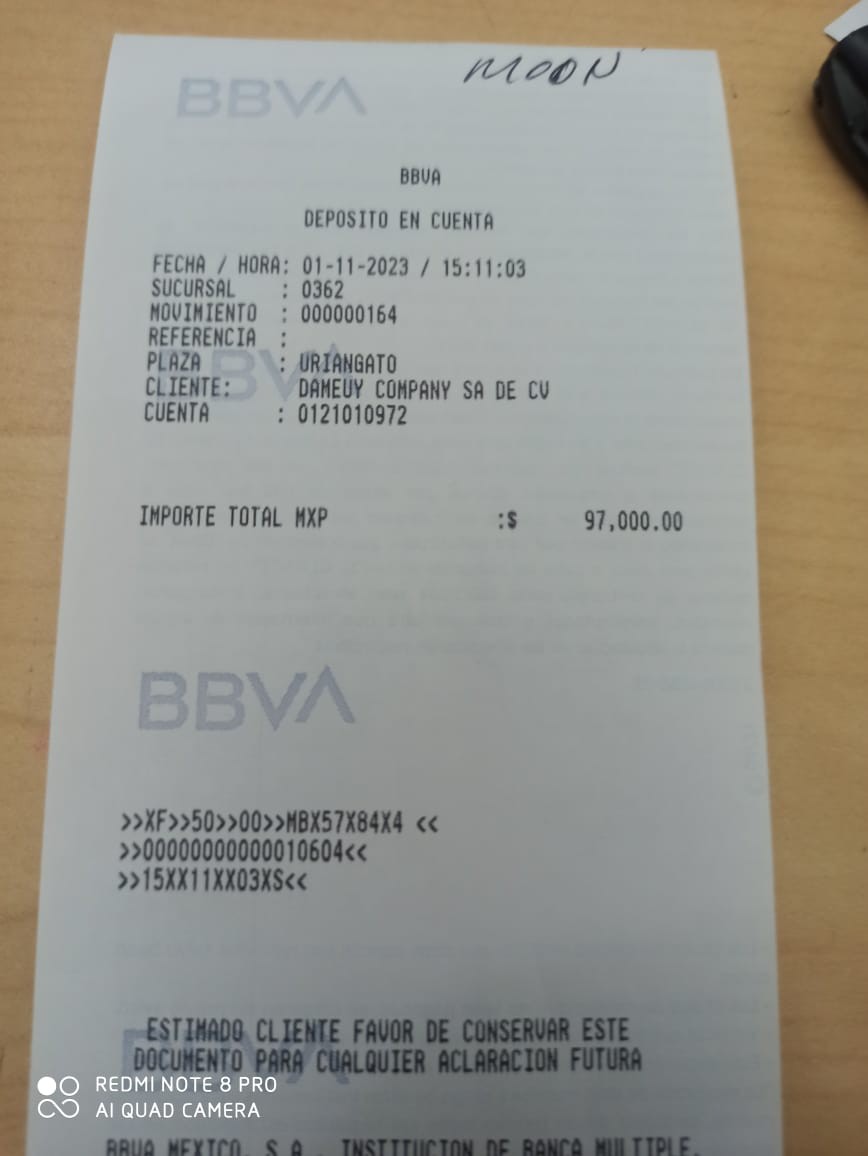 MOON
BBVA
BBVA
DEPOSITO EN CUENTA
FECHA / HORA: 01-11-2023 / 15:11:03
SUCURSAL : 0362
MOVIMIENTO : 000000164
REFERENCIA :
BBVA
PLAZA : URIANGATO
CLIENTE: DAMEUY COMPANY SA DE CV
CUENTA : 0121010972
IMPORTE TOTAL MXP :$ 97,000.00
BBVA
>>XF>>50>>00>>MBX57X84X4 <<
>>00000000000010604<<
>>15XX11XX03XS<<
ESTIMADO CLIENTE FAVOR DE CONSERVAR ESTE
DOCUMENTO PARA CUALQUIER ACLARACION FUTURA
REDMI NOTE 8 PRO
AI QUAD CAMERA
BBVA MEXICO, S.A., INSTITUCION DE BANCA MULTIPLE,